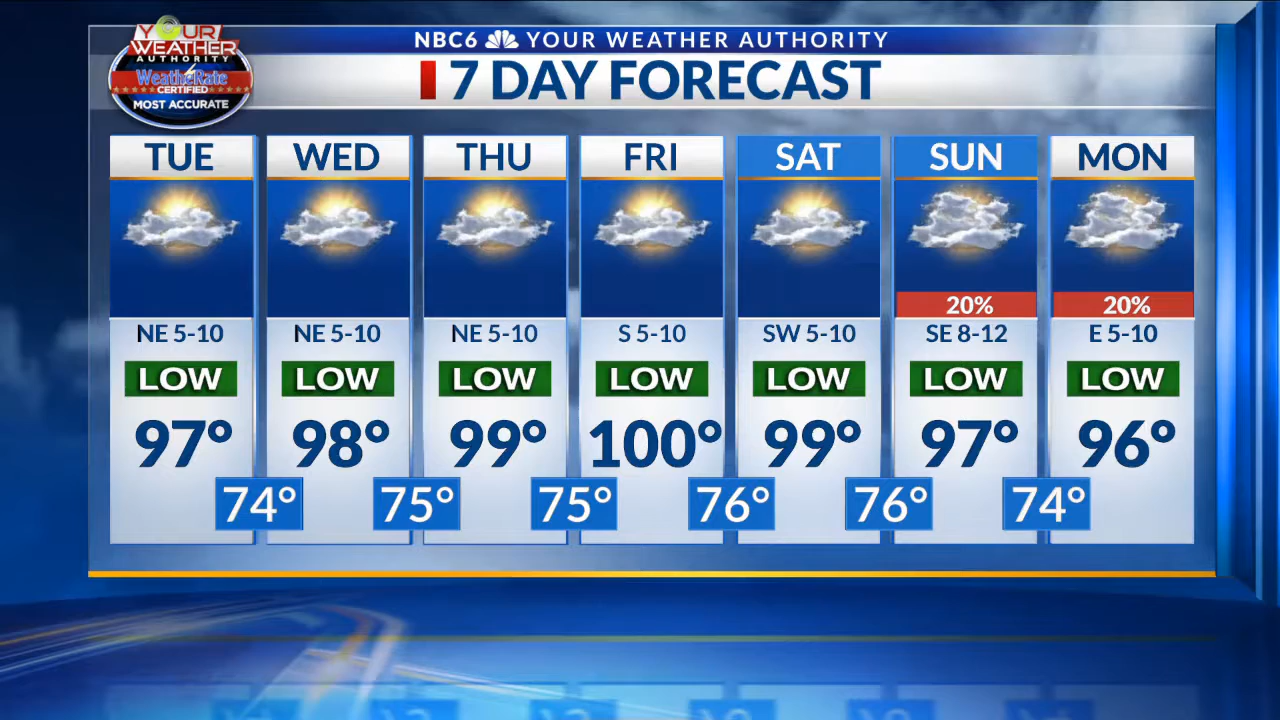 NBC6 YOUR WEATHER AUTHORITY
7 DAY FORECAST
YOUR
WEATHER
AUTHORITY
WeatheRate
CERTIFIED
MOST ACCURATE
TUE WED THU FRI SAT SUN MON
20% 20%
NE 5-10 NE 5-10 NE 5-10 S 5-10 SW 5-10 SE 8-12 E 5-10
LOW LOW LOW LOW LOW LOW LOW
97° 98° 99° 100° 99° 97° 96°
74° 75° 75° 76° 76° 74°